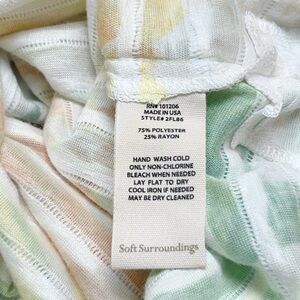 RN# 101206
MADE IN USA
STYLE# 2FL86
75% POLYESTER
25% RAYON
HAND WASH COLD
ONLY NON-CHLORINE
BLEACH WHEN NEEDED
LAY FLAT TO DRY
COOL IRON IF NEEDED
MAY BE DRY CLEANED
Soft Surroundings